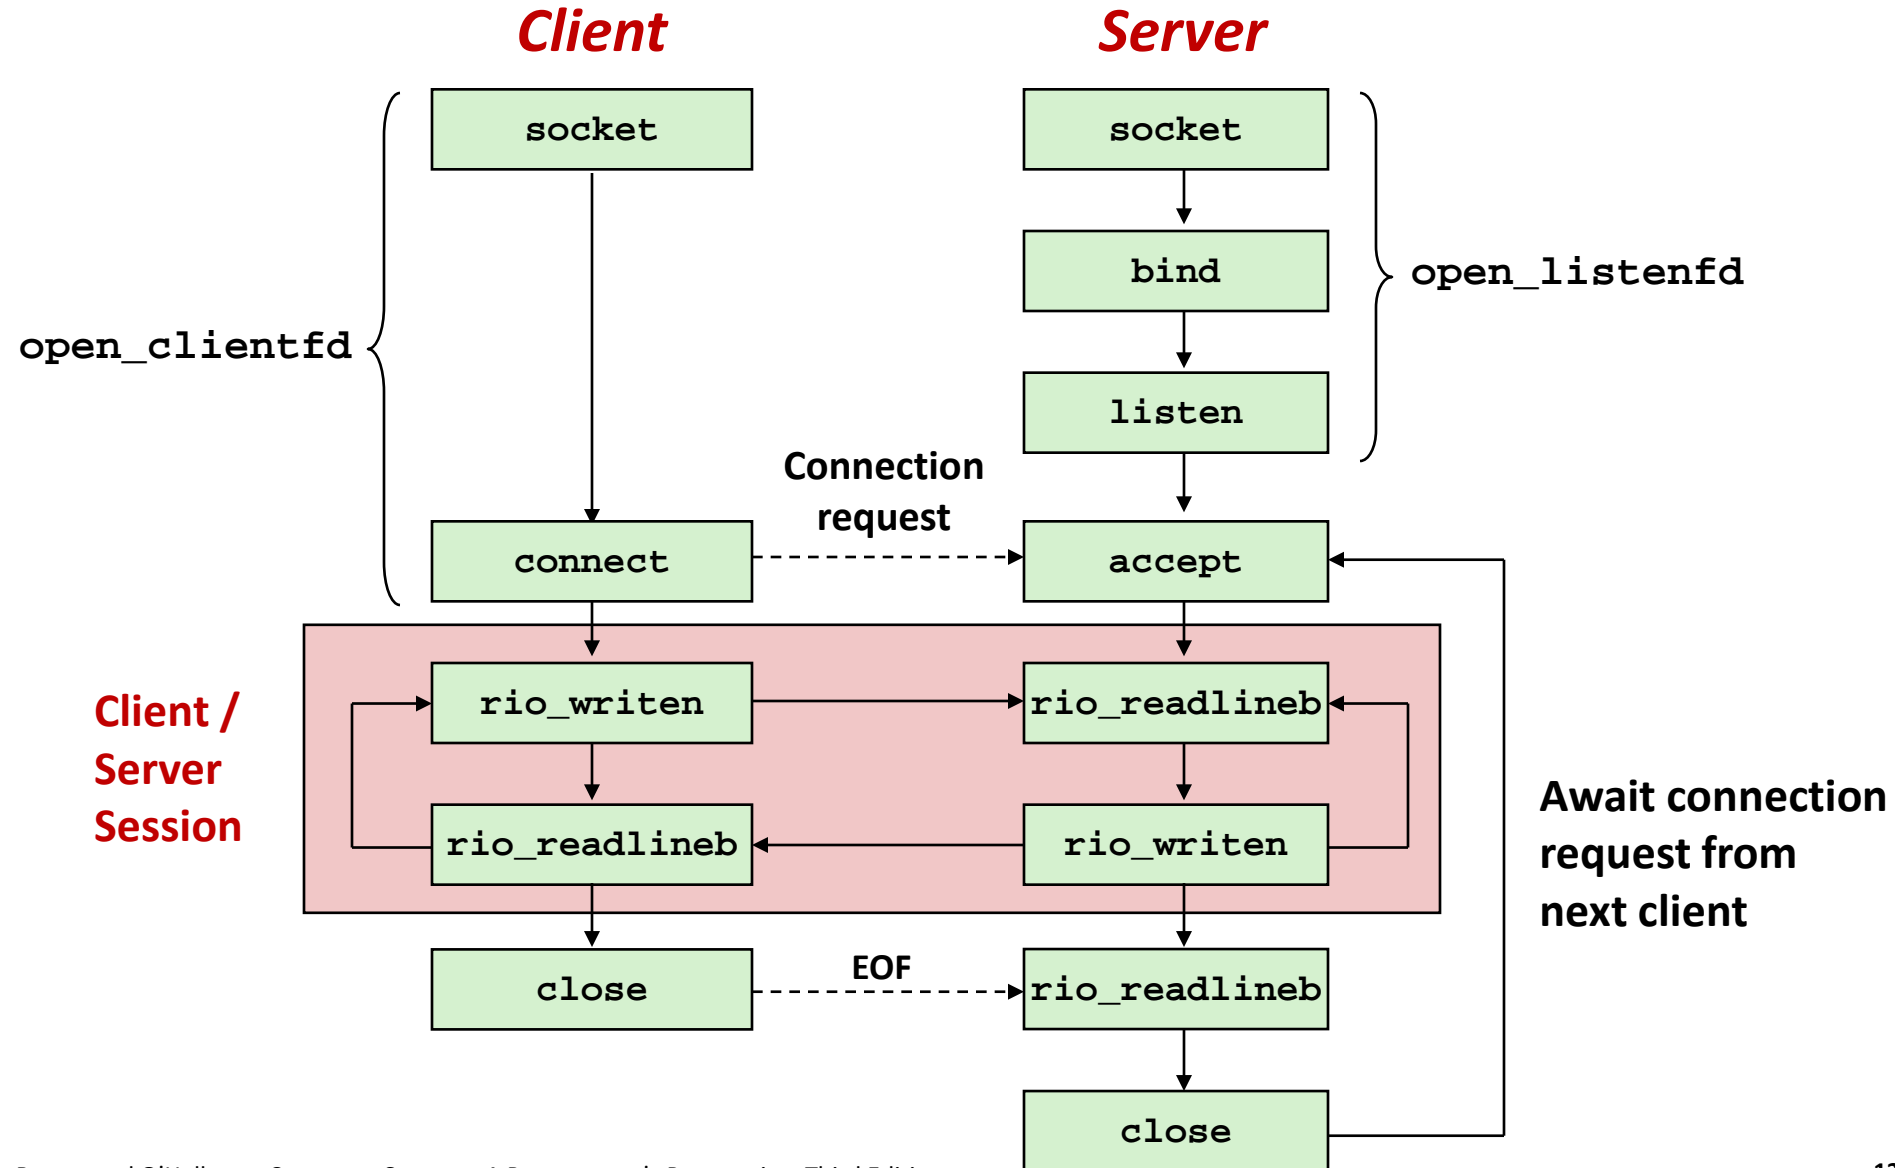 Client
Server
socket
socket
bind
open_listenfd
open_clientfd
listen
Connection
request
connect
accept
Client /
Server
Session
rio_writen
rio_readlineb
rio_readlineb
rio_writen
Await connection
request from
next client
EOF
close
rio_readlineb
close